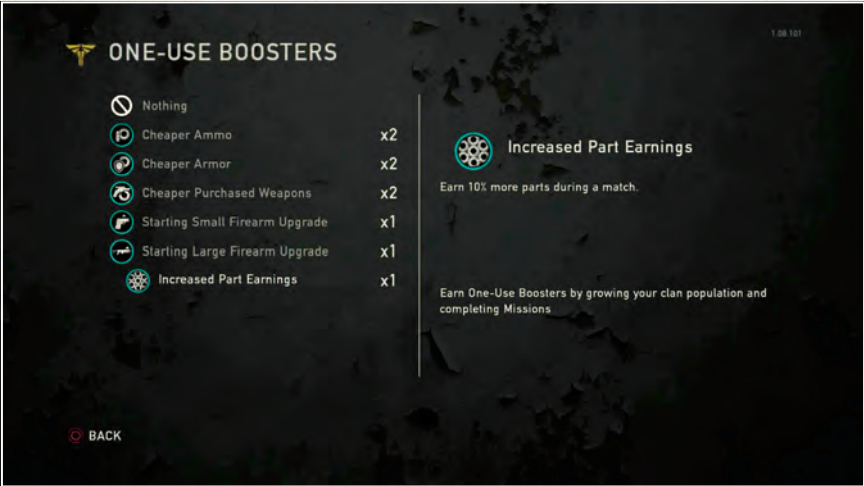 ONE-USE BOOSTERS
1.08.101
Nothing
Cheaper Ammo x2
Cheaper Armor x2
Cheaper Purchased Weapons x2
Starting Small Firearm Upgrade x1
Starting Large Firearm Upgrade x1
Increased Part Earnings x1
Increased Part Earnings
Earn 10% more parts during a match.
Earn One-Use Boosters by growing your clan population and
completing Missions
BACK